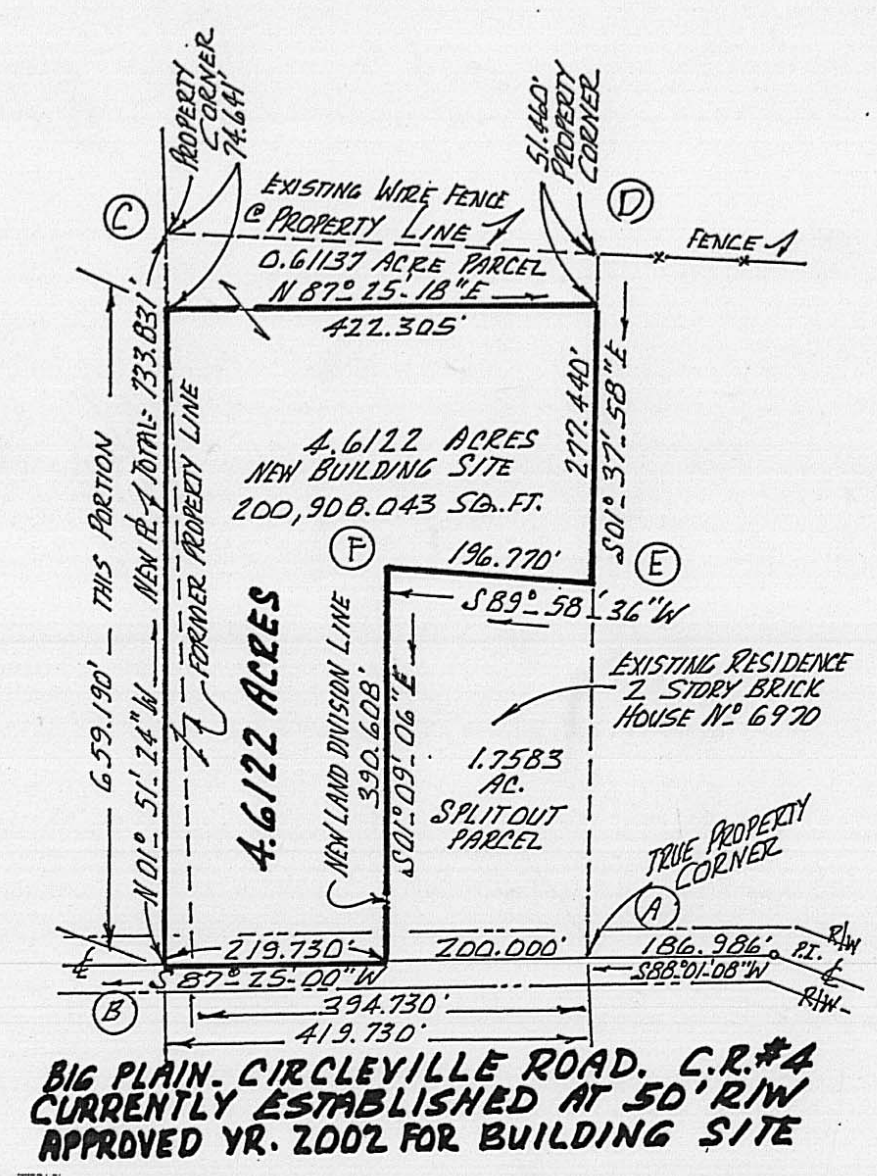 PROPERTY
CORNER
74.641'
51.460'
PROPERTY
CORNER
C
EXISTING WIRE FENCE
@ PROPERTY LINE
D
FENCE
0.61137 ACRE PARCEL
N 87° 25'- 18" E
422.305'
659.190' THIS PORTION
N 01° 51'- 24" W NEW PL TOTAL= 733.831'
FORMER PROPERTY LINE
4.6122 ACRES
NEW BUILDING SITE
200,908.043 SQ.FT.
277.440'
S 01° 37'- 58" E
F
196.770'
E
S 89° 58' 36" W
4.6122 ACRES
NEW LAND DIVISION LINE
390.608'
S 01° 09'- 06" E
EXISTING RESIDENCE
2 STORY BRICK
HOUSE Nº 6970
1.7583
AC.
SPLIT OUT
PARCEL
TRUE PROPERTY
CORNER
A
219.730'
200.000'
186.986'
R/W
P.I.
℄
℄
S 87° 25'- 00" W
S 88° 01'- 08" W
R/W
B
394.730'
419.730'
BIG PLAIN. CIRCLEVILLE ROAD. C.R.#4
CURRENTLY ESTABLISHED AT 50' R/W
APPROVED YR. 2002 FOR BUILDING SITE